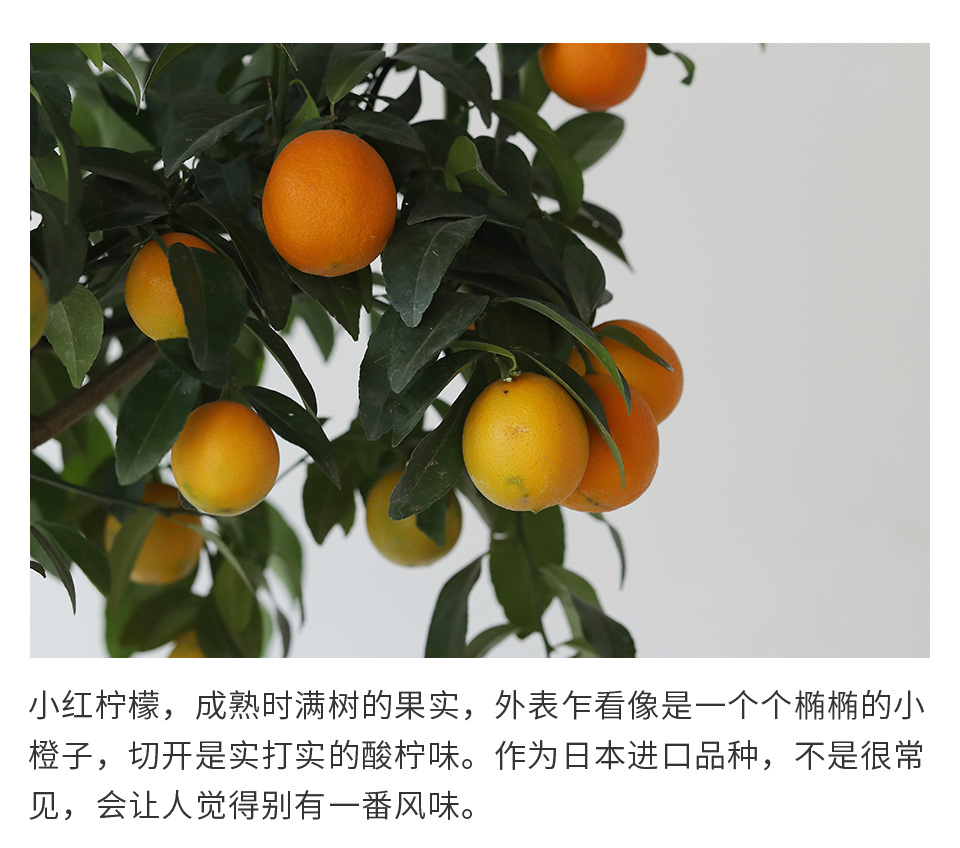 小红柠檬，成熟时满树的果实，外表乍看像是一个个椭椭的小
橙子，切开是实打实的酸柠味。作为日本进口品种，不是很常
见，会让人觉得别有一番风味。